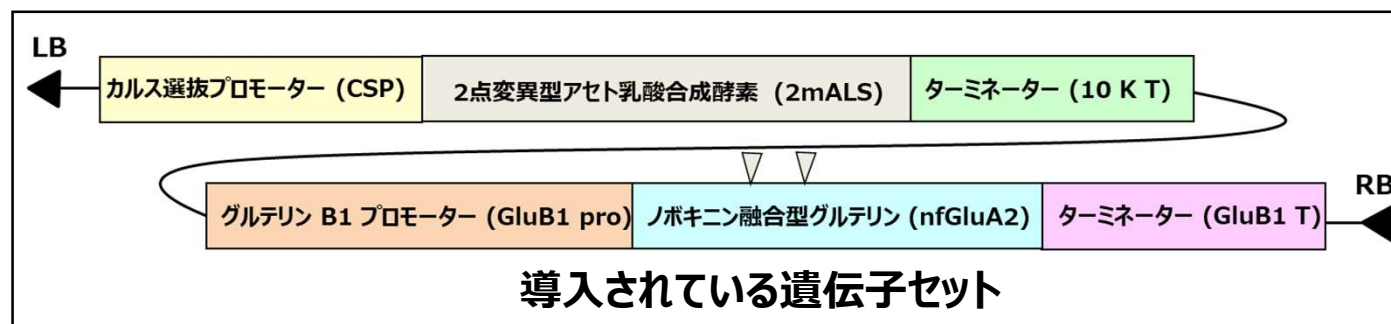 LB
カルス選抜プロモーター (CSP) 2点変異型アセト乳酸合成酵素 (2mALS) ターミネーター (10 K T)
RB
グルテリン B1 プロモーター (GluB1 pro) ノボキニン融合型グルテリン (nfGluA2) ターミネーター (GluB1 T)
導入されている遺伝子セット